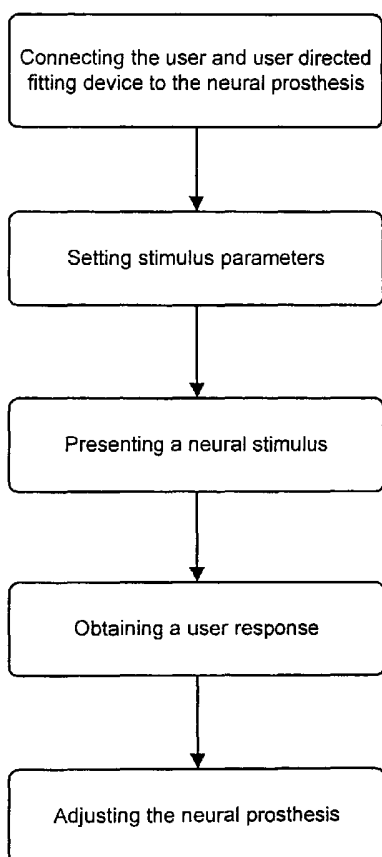 Connecting the user and user directed
fitting device to the neural prosthesis
Setting stimulus parameters
Presenting a neural stimulus
Obtaining a user response
Adjusting the neural prosthesis